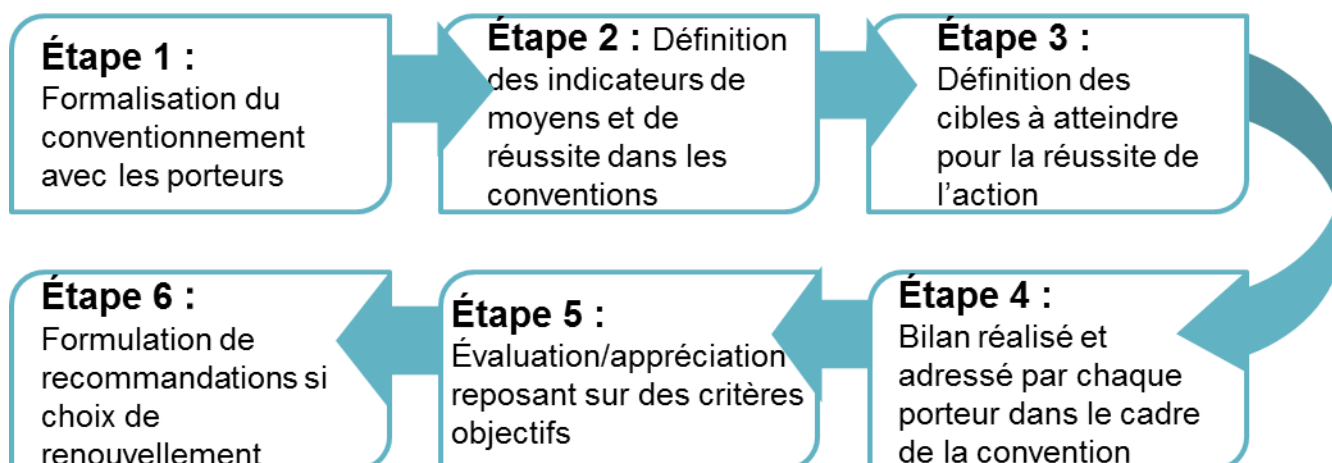 Étape 1 :
Formalisation du
conventionnement
avec les porteurs
Étape 2 : Définition
des indicateurs de
moyens et de
réussite dans les
conventions
Étape 3 :
Définition des
cibles à atteindre
pour la réussite de
l’action
Étape 4 :
Bilan réalisé et
adressé par chaque
porteur dans le cadre
de la convention
Étape 5 :
Évaluation/appréciation
reposant sur des critères
objectifs
Étape 6 :
Formulation de
recommandations si
choix de
renouvellement